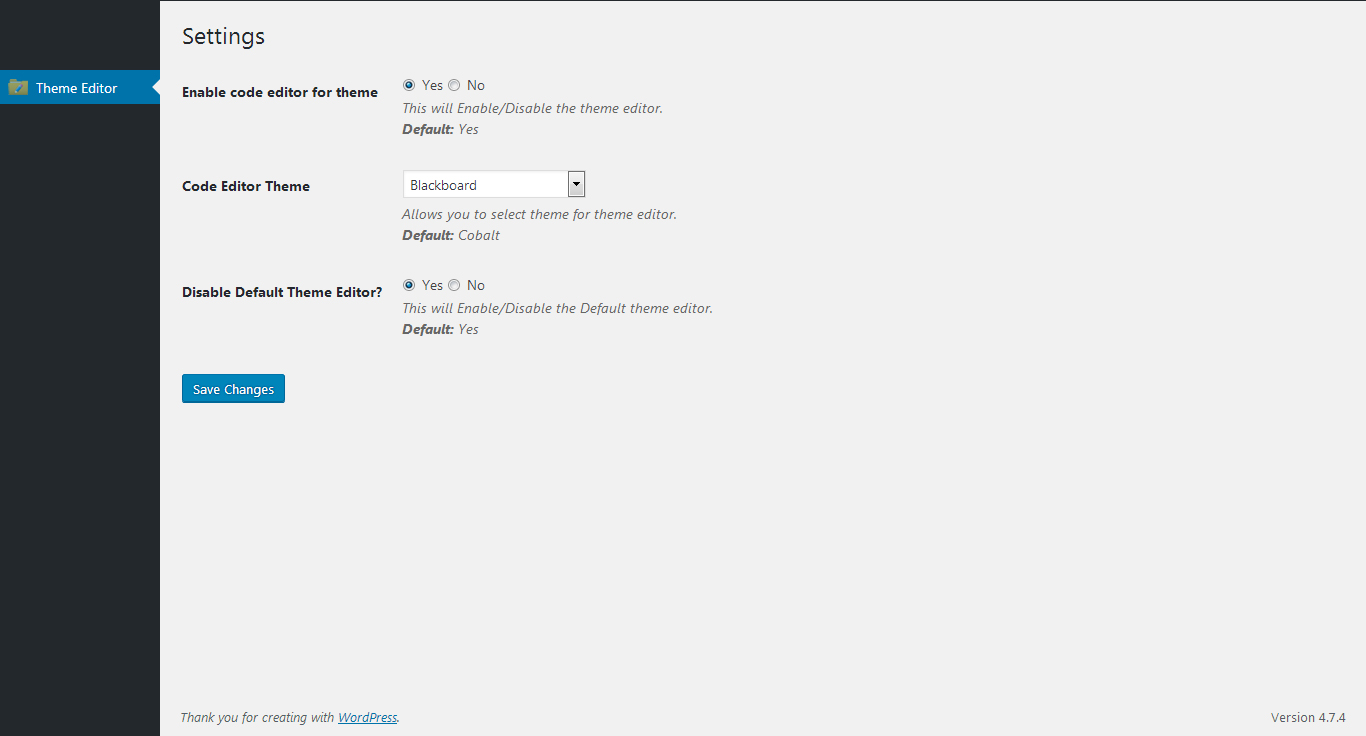 Settings
Theme Editor
Enable code editor for theme
Yes No
This will Enable/Disable the theme editor.
Default: Yes
Code Editor Theme
Blackboard
Allows you to select theme for theme editor.
Default: Cobalt
Disable Default Theme Editor?
Yes No
This will Enable/Disable the Default theme editor.
Default: Yes
Save Changes
Thank you for creating with WordPress.
Version 4.7.4